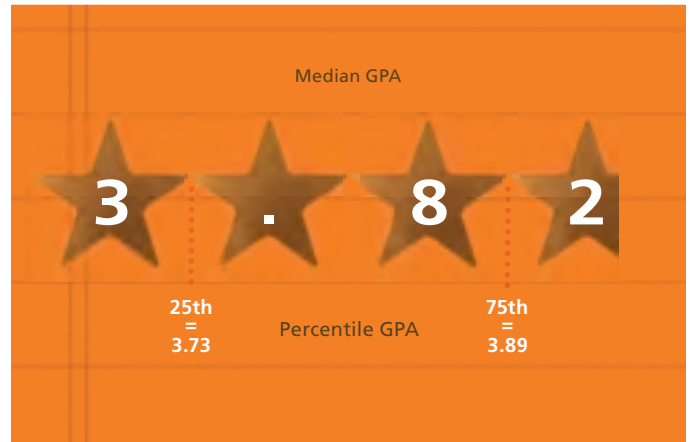 Median GPA
3 . 8 2
25th
=
3.73
Percentile GPA
75th
=
3.89